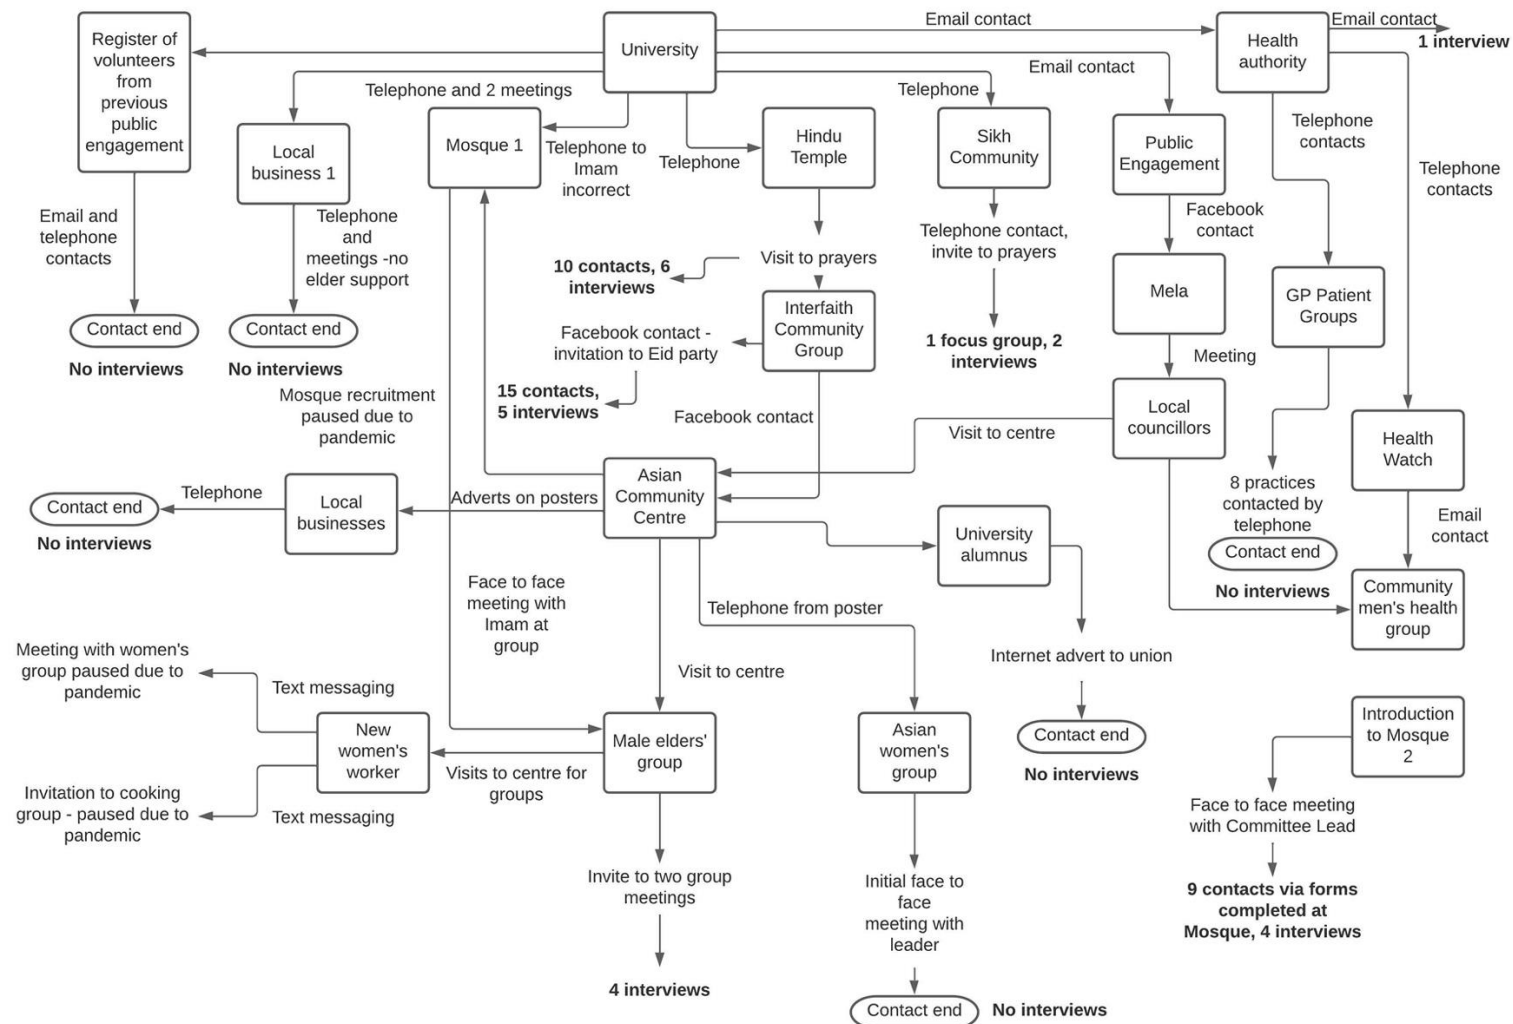 Register of
volunteers
from
previous
public
engagement
University
Email contact
Health
authority
Email contact
1 interview
Email contact
Telephone and 2 meetings
Telephone
Local
business 1
Mosque 1
Telephone to
Imam
incorrect
Telephone
Hindu
Temple
Sikh
Community
Public
Engagement
Telephone
contacts
Telephone
contacts
Email and
telephone
contacts
Telephone
and
meetings -no
elder support
Telephone contact,
invite to prayers
Facebook
contact
Visit to prayers
10 contacts, 6
interviews
Mela
GP Patient
Groups
Interfaith
Community
Group
Contact end
No interviews
Contact end
No interviews
Facebook contact -
invitation to Eid party
1 focus group, 2
interviews
Meeting
15 contacts,
5 interviews
Mosque recruitment
paused due to
pandemic
Facebook contact
Visit to centre
Local
councillors
Health
Watch
Asian
Community
Centre
Contact end
Telephone
No interviews
Local
businesses
Adverts on posters
8 practices
contacted by
telephone
Contact end
No interviews
University
alumnus
Email
contact
Face to face
meeting with
Imam at
group
Telephone from poster
Community
men's health
group
Internet advert to union
Visit to centre
Meeting with women's
group paused due to
pandemic
Text messaging
New
women's
worker
Male elders'
group
Asian
women's
group
Contact end
No interviews
Introduction
to Mosque
2
Visits to centre for
groups
Invitation to cooking
group - paused due to
pandemic
Text messaging
Face to face meeting
with Committee Lead
Invite to two group
meetings
Initial face to
face
meeting with
leader
9 contacts via forms
completed at
Mosque, 4 interviews
4 interviews
Contact end
No interviews